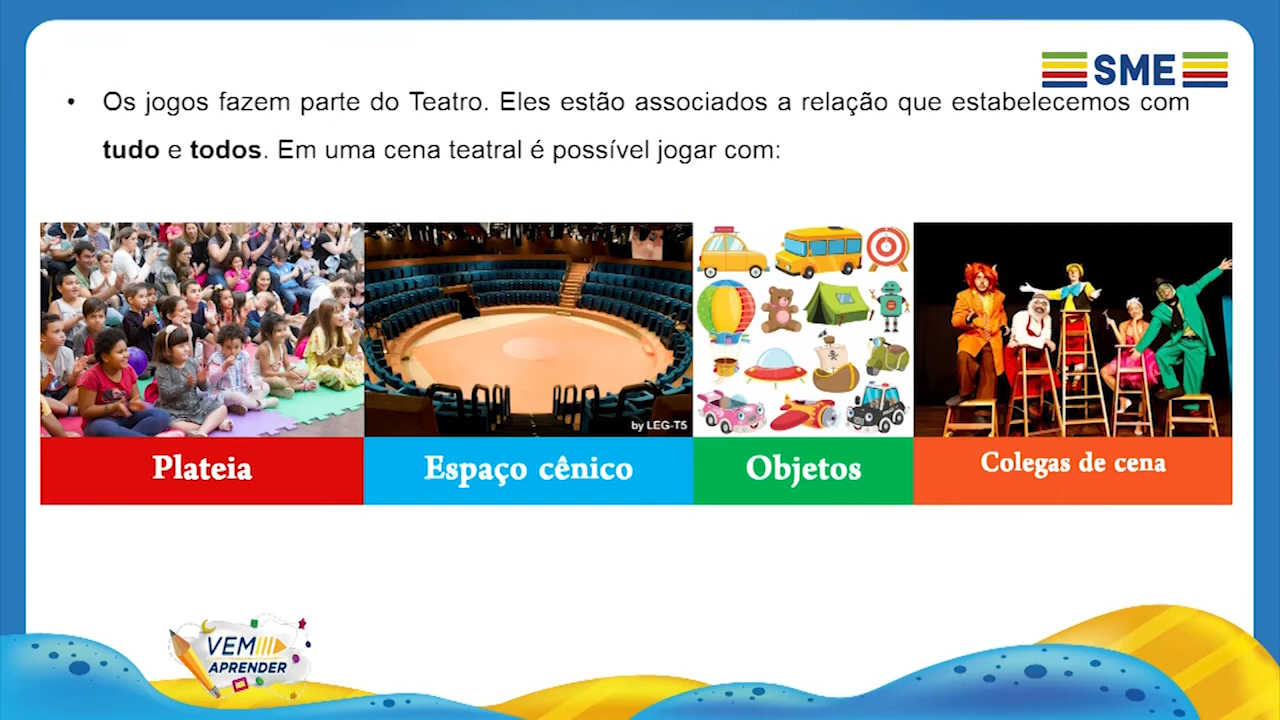 SME
• Os jogos fazem parte do Teatro. Eles estão associados a relação que estabelecemos com
tudo e todos. Em uma cena teatral é possível jogar com:
by LEG-T5
Plateia
Espaço cênico
Objetos
Colegas de cena
VEM
APRENDER